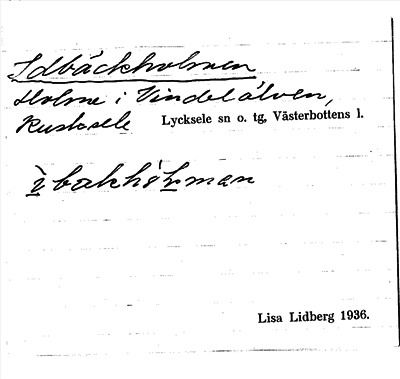 Idbäckholmen
Holme i Vindelälven,
Rusksele Lycksele sn o. tg, Västerbottens l.
Lisa Lidberg 1936.